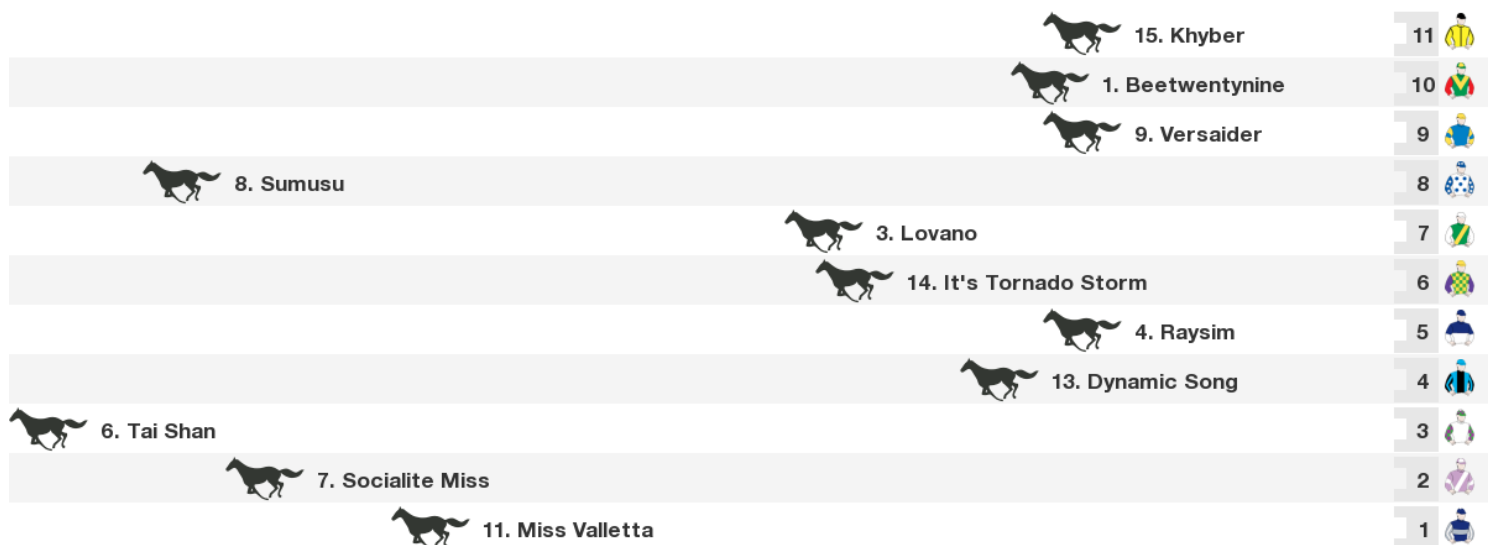 15. Khyber 11
1. Beetwentynine 10
9. Versaider 9
8. Sumusu 8
3. Lovano 7
14. It's Tornado Storm 6
4. Raysim 5
13. Dynamic Song 4
6. Tai Shan 3
7. Socialite Miss 2
11. Miss Valletta 1